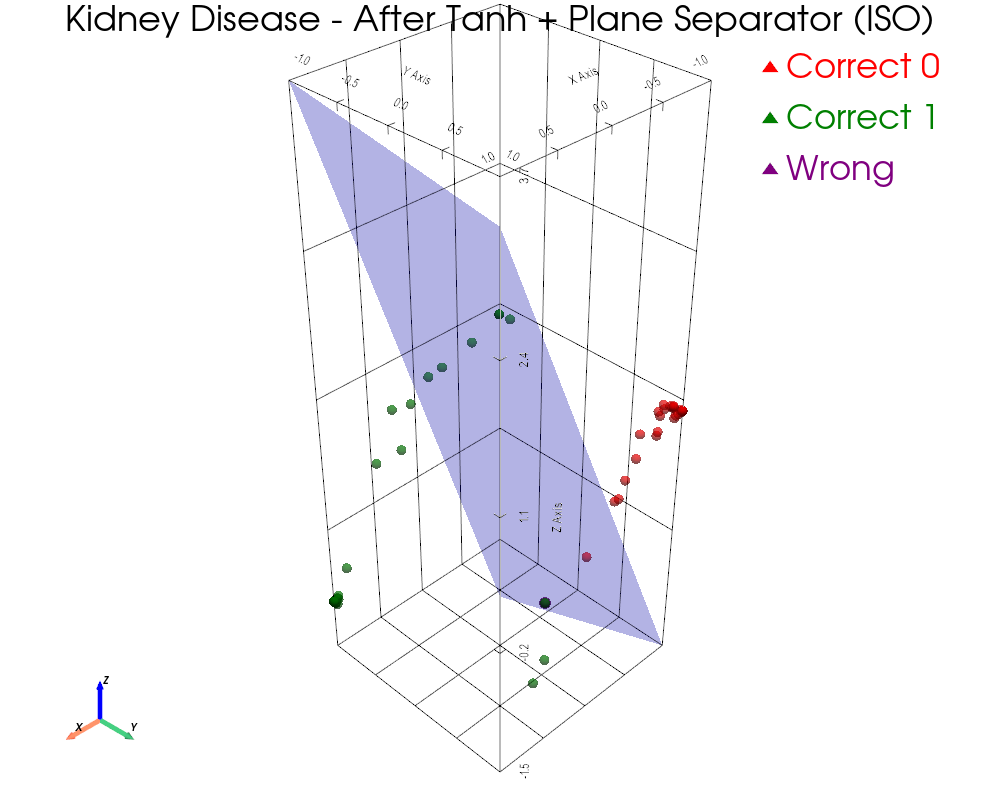 Kidney Disease - After Tanh + Plane Separator (ISO)
Correct 0
Correct 1
Wrong
-1.0
-0.5
Y Axis
0.0
0.5
1.0
-1.0
-0.5
X Axis
0.0
0.5
1.0
3.7
2.4
Z Axis
1.1
-0.2
-1.5
Z
X
Y